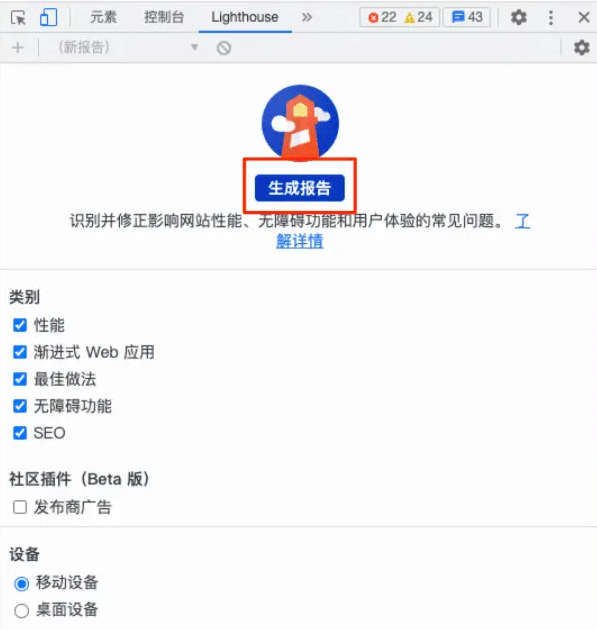 元素 控制台 Lighthouse » 22 24 43
+ (新报告)
生成报告
识别并修正影响网站性能、无障碍功能和用户体验的常见问题。 了
解详情
类别
性能
渐进式 Web 应用
最佳做法
无障碍功能
SEO
社区插件(Beta 版)
发布商广告
设备
移动设备
桌面设备